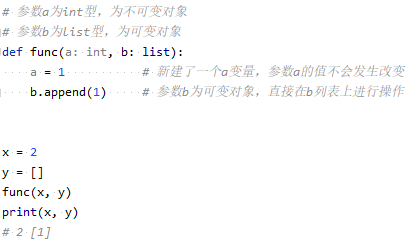 # 参数a为int型，为不可变对象
# 参数b为list型，为可变对象
def func(a: int, b: list):
    a = 1          # 新建了一个a变量，参数a的值不会发生改变
    b.append(1)    # 参数b为可变对象，直接在b列表上进行操作
x = 2
y = []
func(x, y)
print(x, y)
# 2 [1]